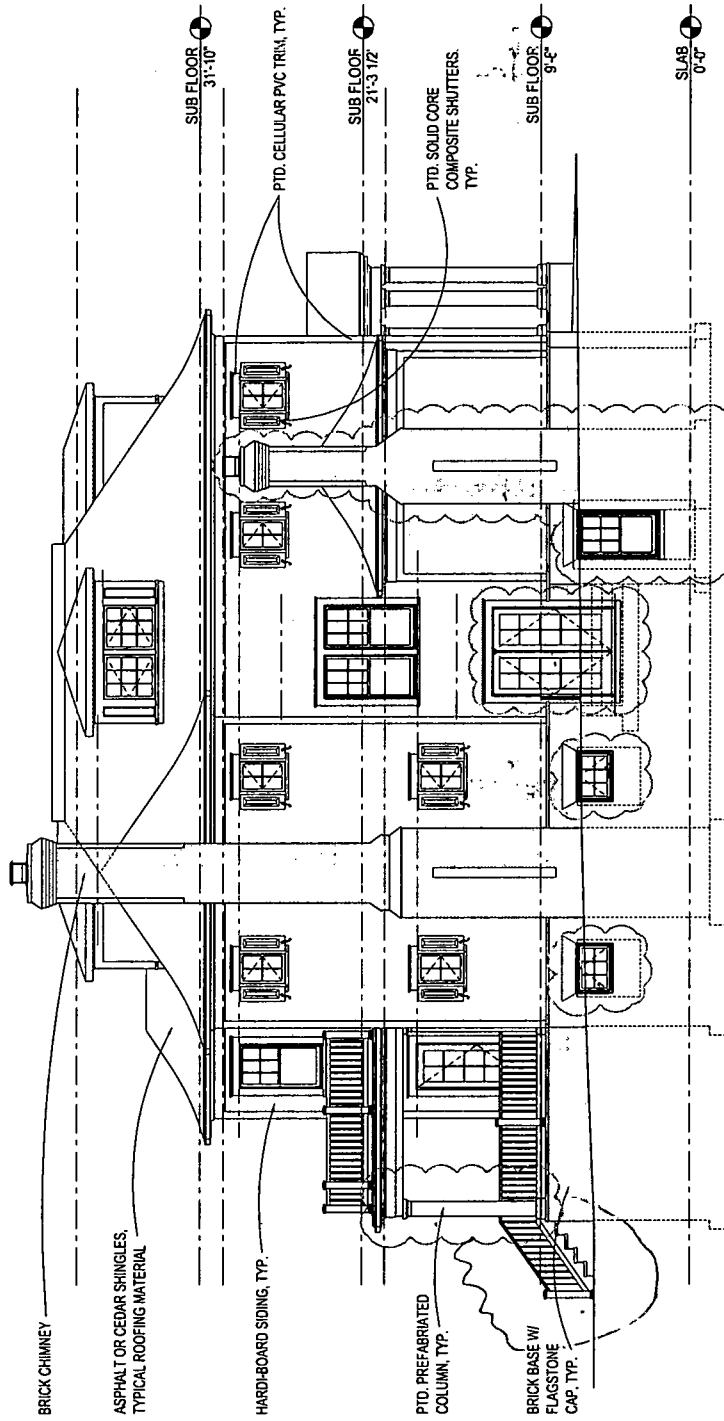 BRICK CHIMNEY
ASPHALT OR CEDAR SHINGLES,
TYPICAL ROOFING MATERIAL
HARDI-BOARD SIDING, TYP.
PTD. PREFABRIATED
COLUMN, TYP.
BRICK BASE W/
FLAGSTONE
CAP, TYP.
SUB FLOOR
31'-10"
SUB FLOOR
21'-3 1/2'
PTD. CELLULAR PVC TRIM, TYP.
PTD. SOLID CORE
COMPOSITE SHUTTERS.
TYP.
SUB FLOOR
9'-6"
SLAB
0'-0"